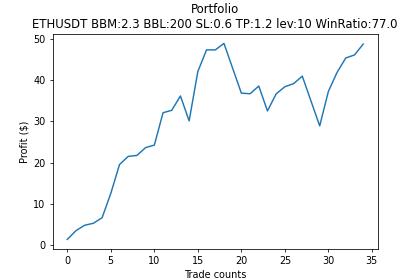 Portfolio
ETHUSDT BBM:2.3 BBL:200 SL:0.6 TP:1.2 lev:10 WinRatio:77.0
50
40
30
20
10
0
Profit ($)
0 5 10 15 20 25 30 35
Trade counts